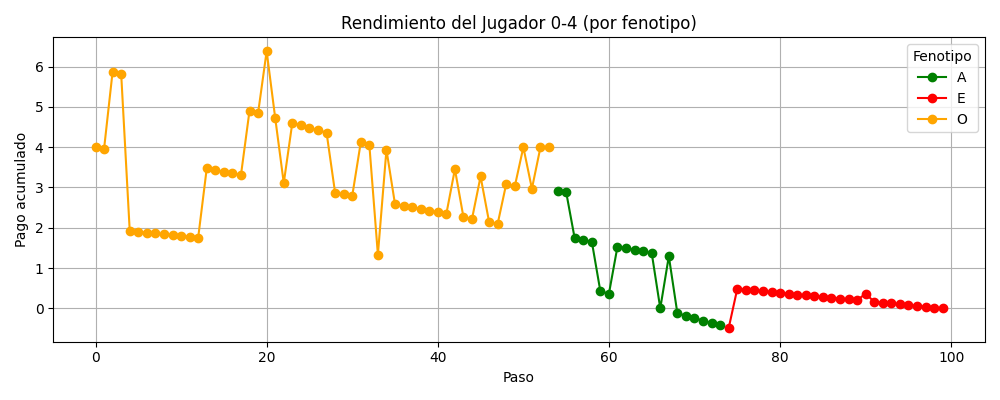 Rendimiento del Jugador 0-4 (por fenotipo)
Pago acumulado
6
5
4
3
2
1
0
Fenotipo
A
E
O
0
20
40
60
80
100
Paso